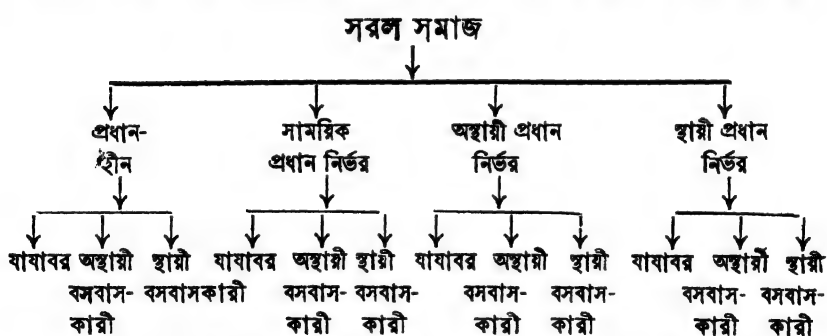 সরল সমাজ
প্রধান- সাময়িক অস্থায়ী প্রধান স্থায়ী প্রধান
হীন প্রধান নির্ভর নির্ভর নির্ভর
যাযাবর অস্থায়ী স্থায়ী যাযাবর অস্থায়ী স্থায়ী যাযাবর অস্থায়ী স্থায়ী যাযাবর অস্থায়ী স্থায়ী
বসবাস- বসবাসকারী বসবাস- বসবাস- বসবাস- বসবাস- বসবাস- বসবাস-
কারী কারী কারী কারী কারী কারী কারী